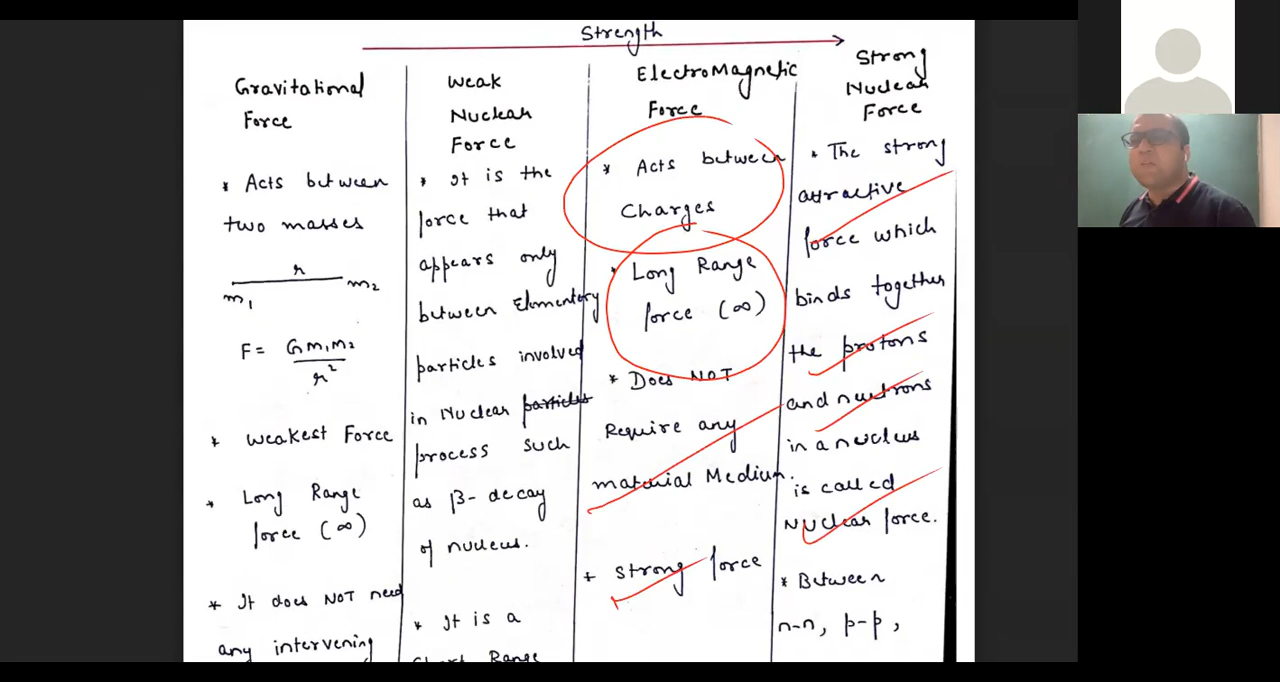 Strength
Gravitational
Force
* Acts between
two masses
r
m1 m2
F = Gm1m2
r²
* Weakest Force
* Long Range
force (∞)
* It does NOT need
any intervening
Weak
Nuclear
Force
* It is the
force that
appears only
between Elementary
particles involved
in Nuclear particles
process such
as β-decay
of nucleus.
* It is a
Short Range
ElectroMagnetic
Force
* Acts between
Charges
* Long Range
force (∞)
* Does NOT
Require any
material Medium.
+ Strong force
Strong
Nuclear
Force
* The strong
attractive
force which
binds together
the protons
and neutrons
in a nucleus
is called
Nuclear force.
* Between
n-n, p-p,